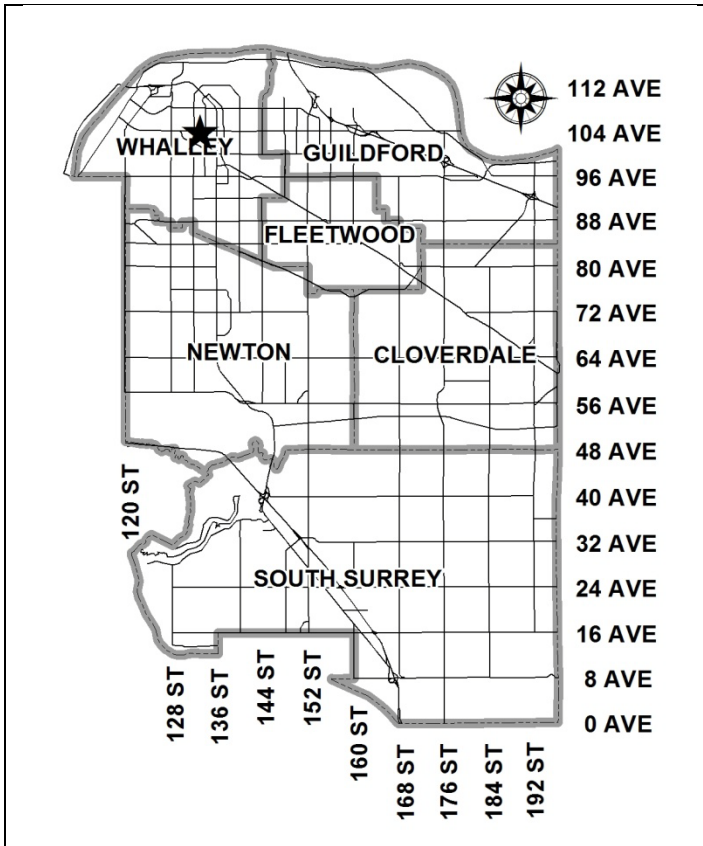 112 AVE
104 AVE
WHALLEY
GUILDFORD
96 AVE
88 AVE
FLEETWOOD
80 AVE
72 AVE
NEWTON
CLOVERDALE
64 AVE
56 AVE
48 AVE
120 ST
40 AVE
32 AVE
SOUTH SURREY
24 AVE
16 AVE
8 AVE
0 AVE
128 ST
136 ST
144 ST
152 ST
160 ST
168 ST
176 ST
184 ST
192 ST